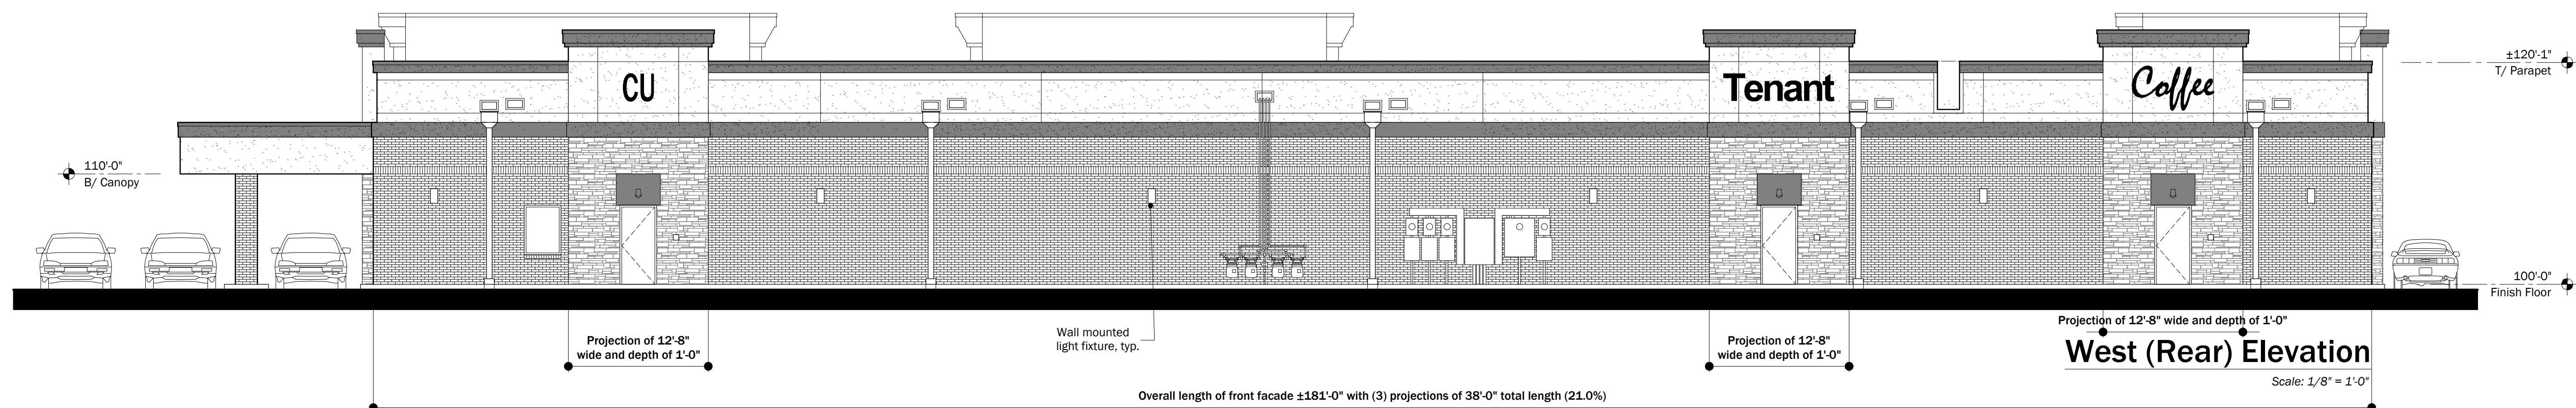 CU
Tenant
Coffee
±120'-1"
T/ Parapet
110'-0"
B/ Canopy
100'-0"
Finish Floor
Projection of 12'-8"
wide and depth of 1'-0"
Wall mounted
light fixture, typ.
Projection of 12'-8"
wide and depth of 1'-0"
Projection of 12'-8" wide and depth of 1'-0"
West (Rear) Elevation
Scale: 1/8" = 1'-0"
Overall length of front facade ±181'-0" with (3) projections of 38'-0" total length (21.0%)